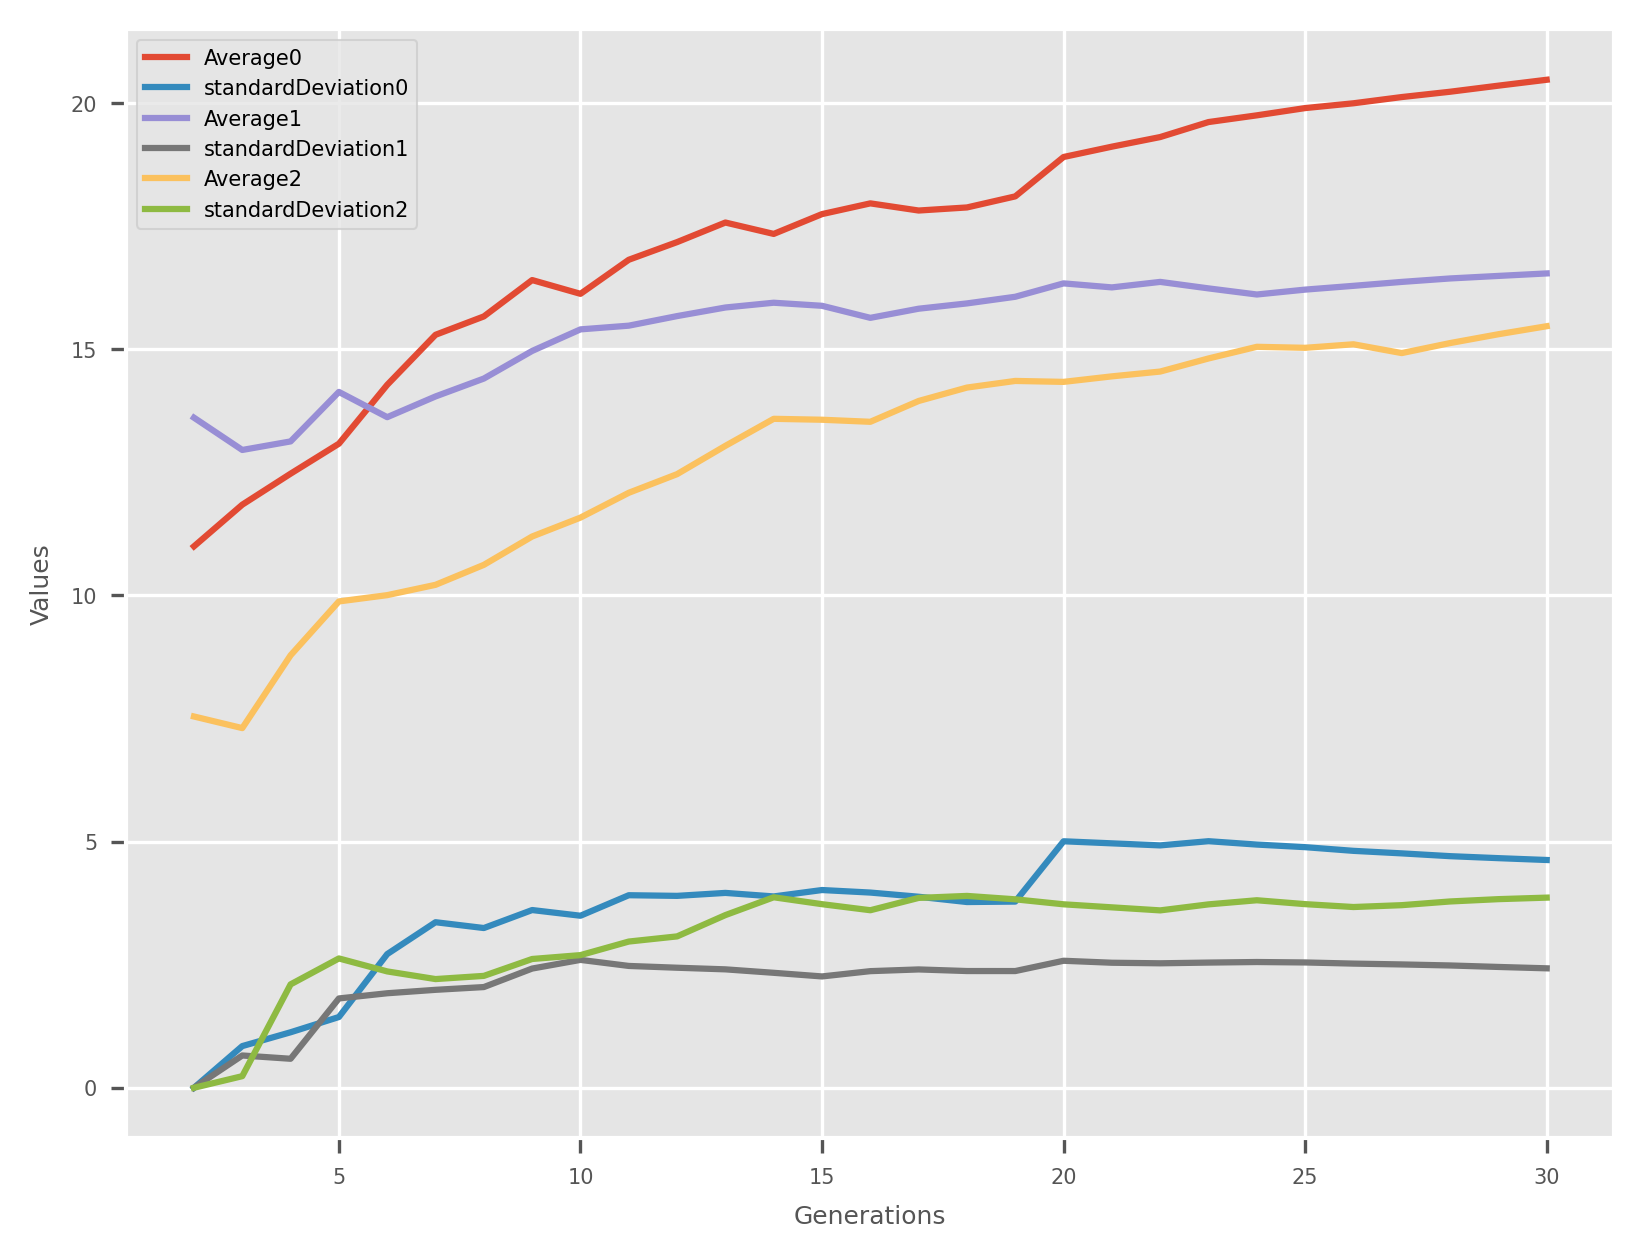 Average0
standardDeviation0
Average1
standardDeviation1
Average2
standardDeviation2
20
15
10
5
0
Values
5 10 15 20 25 30
Generations